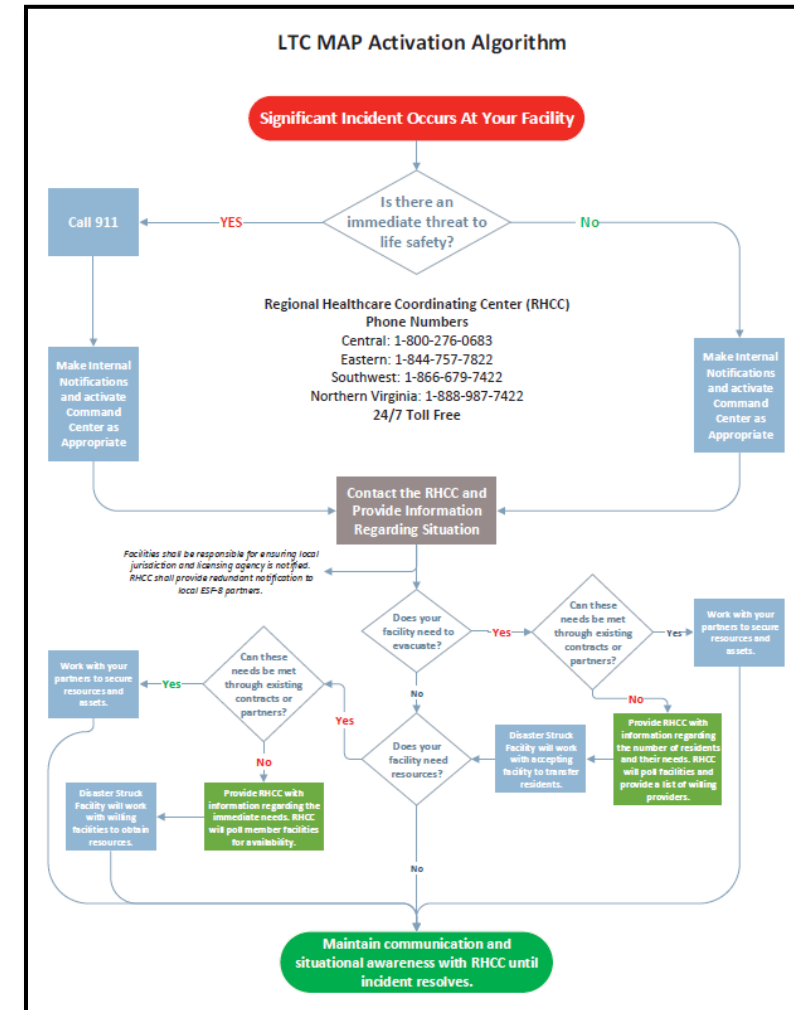 LTC MAP Activation Algorithm
Significant Incident Occurs At Your Facility
Is there an
immediate threat to
life safety?
YES
No
Call 911
Regional Healthcare Coordinating Center (RHCC)
Phone Numbers
Central: 1-800-276-0683
Eastern: 1-844-757-7822
Southwest: 1-866-679-7422
Northern Virginia: 1-888-987-7422
24/7 Toll Free
Make Internal
Notifications
and activate
Command
Center as
Appropriate
Make Internal
Notifications
and activate
Command
Center as
Appropriate
Contact the RHCC and
Provide Information
Regarding Situation
Facilities shall be responsible for ensuring local
jurisdiction and licensing agency is notified.
RHCC shall provide redundant notification to
local ESF-8 partners.
Does your
facility need to
evacuate?
Yes
Can these
needs be met
through existing
contracts or
partners?
Yes
Work with your
partners to secure
resources and
assets.
No
No
Provide RHCC with
information regarding
the number of residents
and their needs. RHCC
will poll facilities and
provide a list of willing
providers.
Disaster Struck
Facility will work
with accepting
facility to transfer
residents.
Does your
facility need
resources?
Yes
Can these
needs be met
through existing
contracts or
partners?
Yes
Work with your
partners to secure
resources and
assets.
No
Provide RHCC with
information regarding the
immediate needs. RHCC
will poll member facilities
for availability.
Disaster Struck
Facility will work
with willing
facilities to obtain
resources.
No
Maintain communication and
situational awareness with RHCC until
incident resolves.